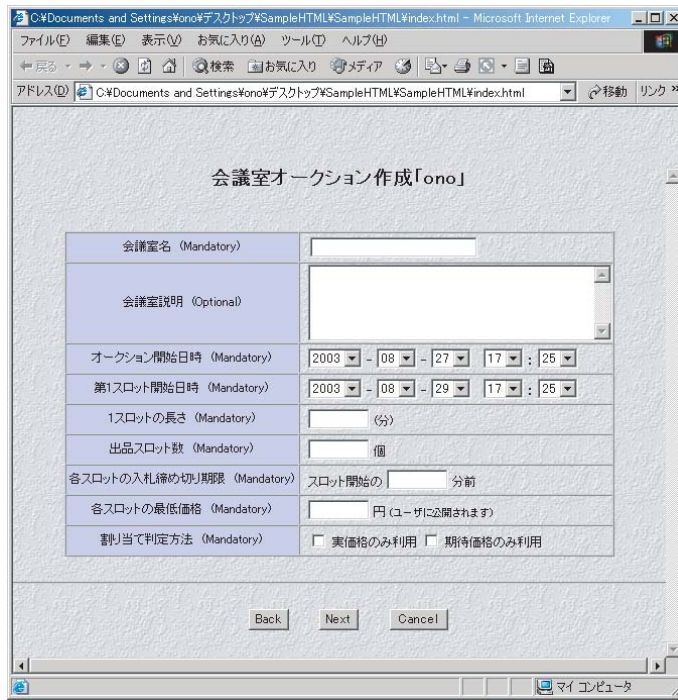 C:¥Documents and Settings¥ono¥デスクトップ¥SampleHTML¥SampleHTML¥index.html - Microsoft Internet Explorer
ファイル(F) 編集(E) 表示(V) お気に入り(A) ツール(T) ヘルプ(H)
戻る 検索 お気に入り メディア
アドレス(D) C:¥Documents and Settings¥ono¥デスクトップ¥SampleHTML¥SampleHTML¥index.html 移動 リンク »
会議室オークション作成「ono」
会議室名 (Mandatory)
会議室説明 (Optional)
オークション開始日時 (Mandatory) 2003 - 08 - 27 17 : 25
第1スロット開始日時 (Mandatory) 2003 - 08 - 29 17 : 25
1スロットの長さ (Mandatory) (分)
出品スロット数 (Mandatory) 個
各スロットの入札締め切り期限 (Mandatory) スロット開始の 分前
各スロットの最低価格 (Mandatory) 円 (ユーザに公開されます)
割り当て判定方法 (Mandatory) 実価格のみ利用 期待価格のみ利用
Back Next Cancel
マイ コンピュータ